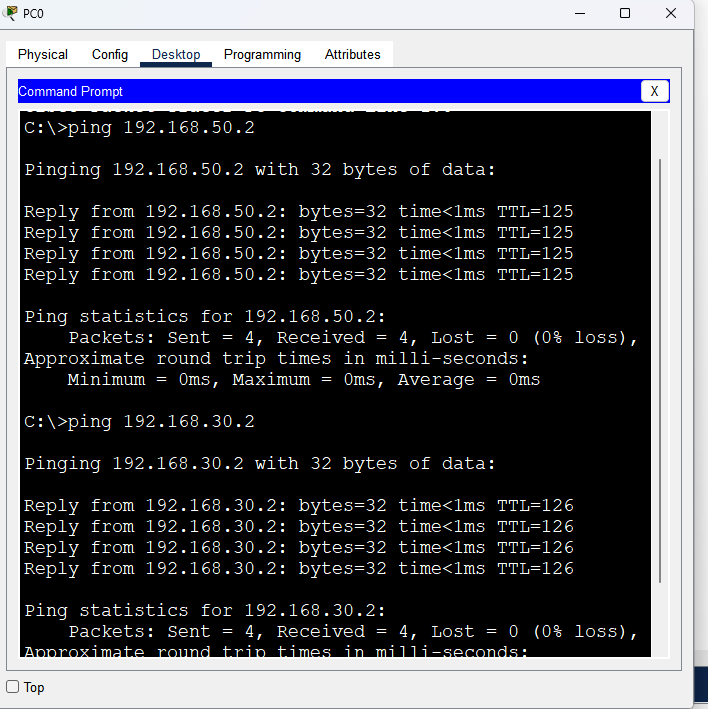 PC0
Physical Config Desktop Programming Attributes
Command Prompt X
C:\>ping 192.168.50.2
Pinging 192.168.50.2 with 32 bytes of data:
Reply from 192.168.50.2: bytes=32 time<1ms TTL=125
Reply from 192.168.50.2: bytes=32 time<1ms TTL=125
Reply from 192.168.50.2: bytes=32 time<1ms TTL=125
Reply from 192.168.50.2: bytes=32 time<1ms TTL=125
Ping statistics for 192.168.50.2:
Packets: Sent = 4, Received = 4, Lost = 0 (0% loss),
Approximate round trip times in milli-seconds:
Minimum = 0ms, Maximum = 0ms, Average = 0ms
C:\>ping 192.168.30.2
Pinging 192.168.30.2 with 32 bytes of data:
Reply from 192.168.30.2: bytes=32 time<1ms TTL=126
Reply from 192.168.30.2: bytes=32 time<1ms TTL=126
Reply from 192.168.30.2: bytes=32 time<1ms TTL=126
Reply from 192.168.30.2: bytes=32 time<1ms TTL=126
Ping statistics for 192.168.30.2:
Packets: Sent = 4, Received = 4, Lost = 0 (0% loss),
Approximate round trip times in milli-seconds:
Top